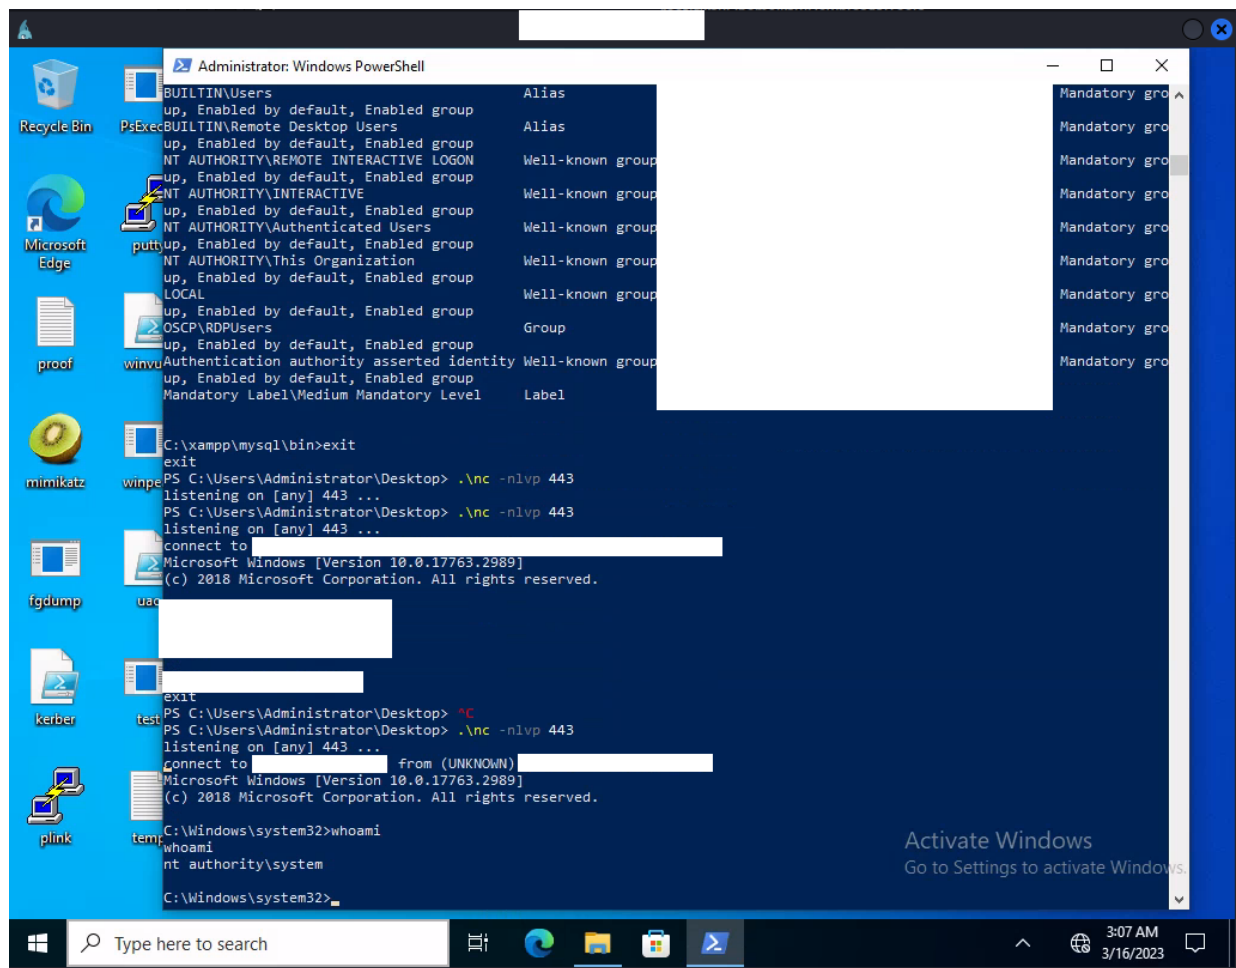 Administrator: Windows PowerShell
BUILTIN\Users Alias Mandatory gro
up, Enabled by default, Enabled group
BUILTIN\Remote Desktop Users Alias Mandatory gro
up, Enabled by default, Enabled group
NT AUTHORITY\REMOTE INTERACTIVE LOGON Well-known group Mandatory gro
up, Enabled by default, Enabled group
NT AUTHORITY\INTERACTIVE Well-known group Mandatory gro
up, Enabled by default, Enabled group
NT AUTHORITY\Authenticated Users Well-known group Mandatory gro
up, Enabled by default, Enabled group
NT AUTHORITY\This Organization Well-known group Mandatory gro
up, Enabled by default, Enabled group
LOCAL Well-known group Mandatory gro
up, Enabled by default, Enabled group
OSCP\RDPUsers Group Mandatory gro
up, Enabled by default, Enabled group
Authentication authority asserted identity Well-known group Mandatory gro
up, Enabled by default, Enabled group
Mandatory Label\Medium Mandatory Level Label
C:\xampp\mysql\bin>exit
exit
PS C:\Users\Administrator\Desktop> .\nc -nlvp 443
listening on [any] 443 ...
PS C:\Users\Administrator\Desktop> .\nc -nlvp 443
listening on [any] 443 ...
connect to
Microsoft Windows [Version 10.0.17763.2989]
(c) 2018 Microsoft Corporation. All rights reserved.
exit
PS C:\Users\Administrator\Desktop> ^C
PS C:\Users\Administrator\Desktop> .\nc -nlvp 443
listening on [any] 443 ...
connect to from (UNKNOWN)
Microsoft Windows [Version 10.0.17763.2989]
(c) 2018 Microsoft Corporation. All rights reserved.
C:\Windows\system32>whoami
whoami
nt authority\system
C:\Windows\system32>
Recycle Bin
PsExec
Microsoft
Edge
putty
proof
winvu
mimikatz
winpe
fgdump
uac
kerber
test
plink
temp
Activate Windows
Go to Settings to activate Windows.
Type here to search
3:07 AM
3/16/2023